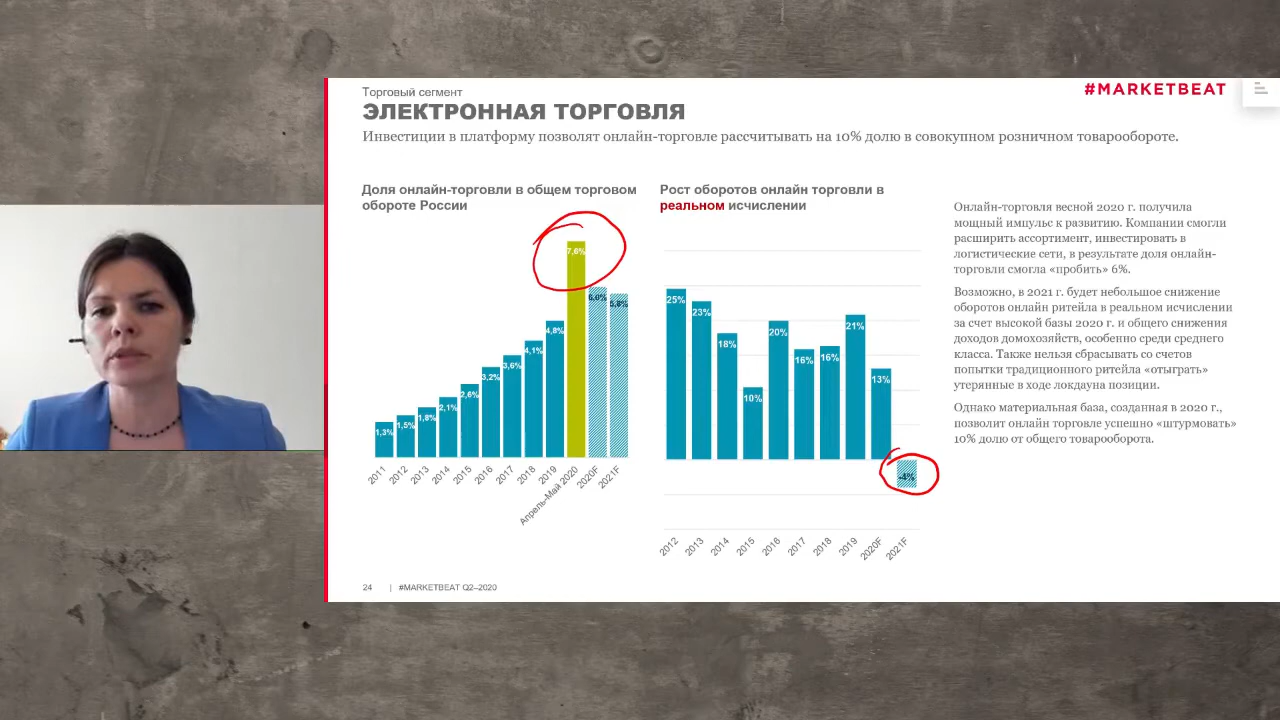 Торговый сегмент
#MARKETBEAT
ЭЛЕКТРОННАЯ ТОРГОВЛЯ
Инвестиции в платформу позволят онлайн-торговле рассчитывать на 10% долю в совокупном розничном товарообороте.
Доля онлайн-торговли в общем торговом
обороте России
7,6%
6,0%
5,8%
4,8%
4,1%
3,6%
3,2%
2,6%
2,1%
1,8%
1,5%
1,3%
2011
2012
2013
2014
2015
2016
2017
2018
2019
Апрель-Май 2020
2020F
2021F
Рост оборотов онлайн торговли в
реальном исчислении
25%
23%
18%
10%
20%
16%
16%
21%
13%
-4%
2012
2013
2014
2015
2016
2017
2018
2019
2020F
2021F
Онлайн-торговля весной 2020 г. получила
мощный импульс к развитию. Компании смогли
расширить ассортимент, инвестировать в
логистические сети, в результате доля онлайн-
торговли смогла «пробить» 6%.
Возможно, в 2021 г. будет небольшое снижение
оборотов онлайн ритейла в реальном исчислении
за счет высокой базы 2020 г. и общего снижения
доходов домохозяйств, особенно среди среднего
класса. Также нельзя сбрасывать со счетов
попытки традиционного ритейла «отыграть»
утерянные в ходе локдауна позиции.
Однако материальная база, созданная в 2020 г.,
позволит онлайн торговле успешно «штурмовать»
10% долю от общего товарооборота.
24 | #MARKETBEAT Q2–2020